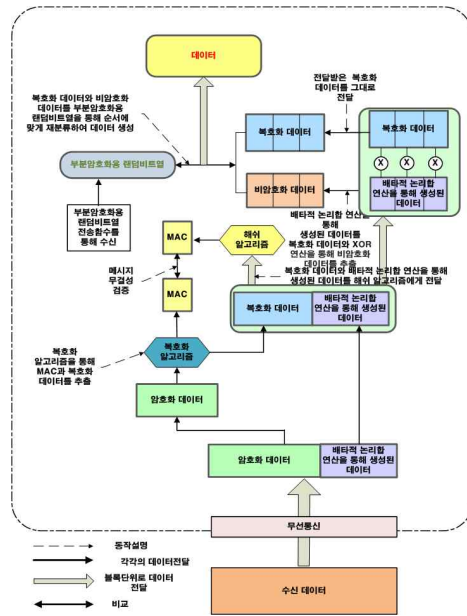 데이터
복호화 데이터와 비암호화
데이터를 부분암호화용
랜덤비트열을 통해 순서에
맞게 재분류하여 데이터 생성
전달받은 복호화
데이터를 그대로
전달
복호화 데이터
복호화 데이터
X
X
X
부분암호화용 랜덤비트열
비암호화 데이터
배타적 논리합
연산을 통해 생성된
데이터
부분암호화용
랜덤비트열
전송함수를
통해 수신
배타적 논리합 연산을
통해
생성된 데이터를
복호화 데이터와 XOR
연산을 통해 비암호화
데이터를 추출
MAC
해쉬
알고리즘
메시지
무결성
검증
MAC
복호화 데이터와 배타적 논리합 연산을 통해
생성된 데이터를 해쉬 알고리즘에게 전달
복호화 데이터
배타적 논리합
연산을 통해 생성된
데이터
복호화
알고리즘을 통해
MAC과 복호화
데이터를 추출
복호화
알고리즘
암호화 데이터
암호화 데이터
배타적 논리합
연산을 통해 생성된
데이터
무선통신
동작설명
각각의 데이터전달
블록단위로 데이터
전달
비교
수신 데이터